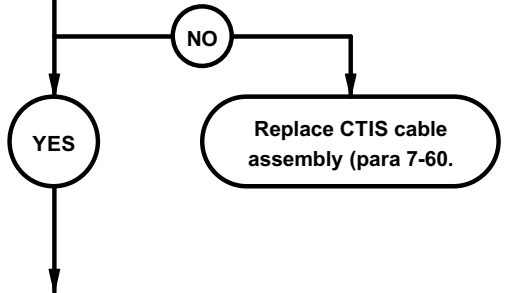 NO
YES
Replace CTIS cable
assembly (para 7-60.